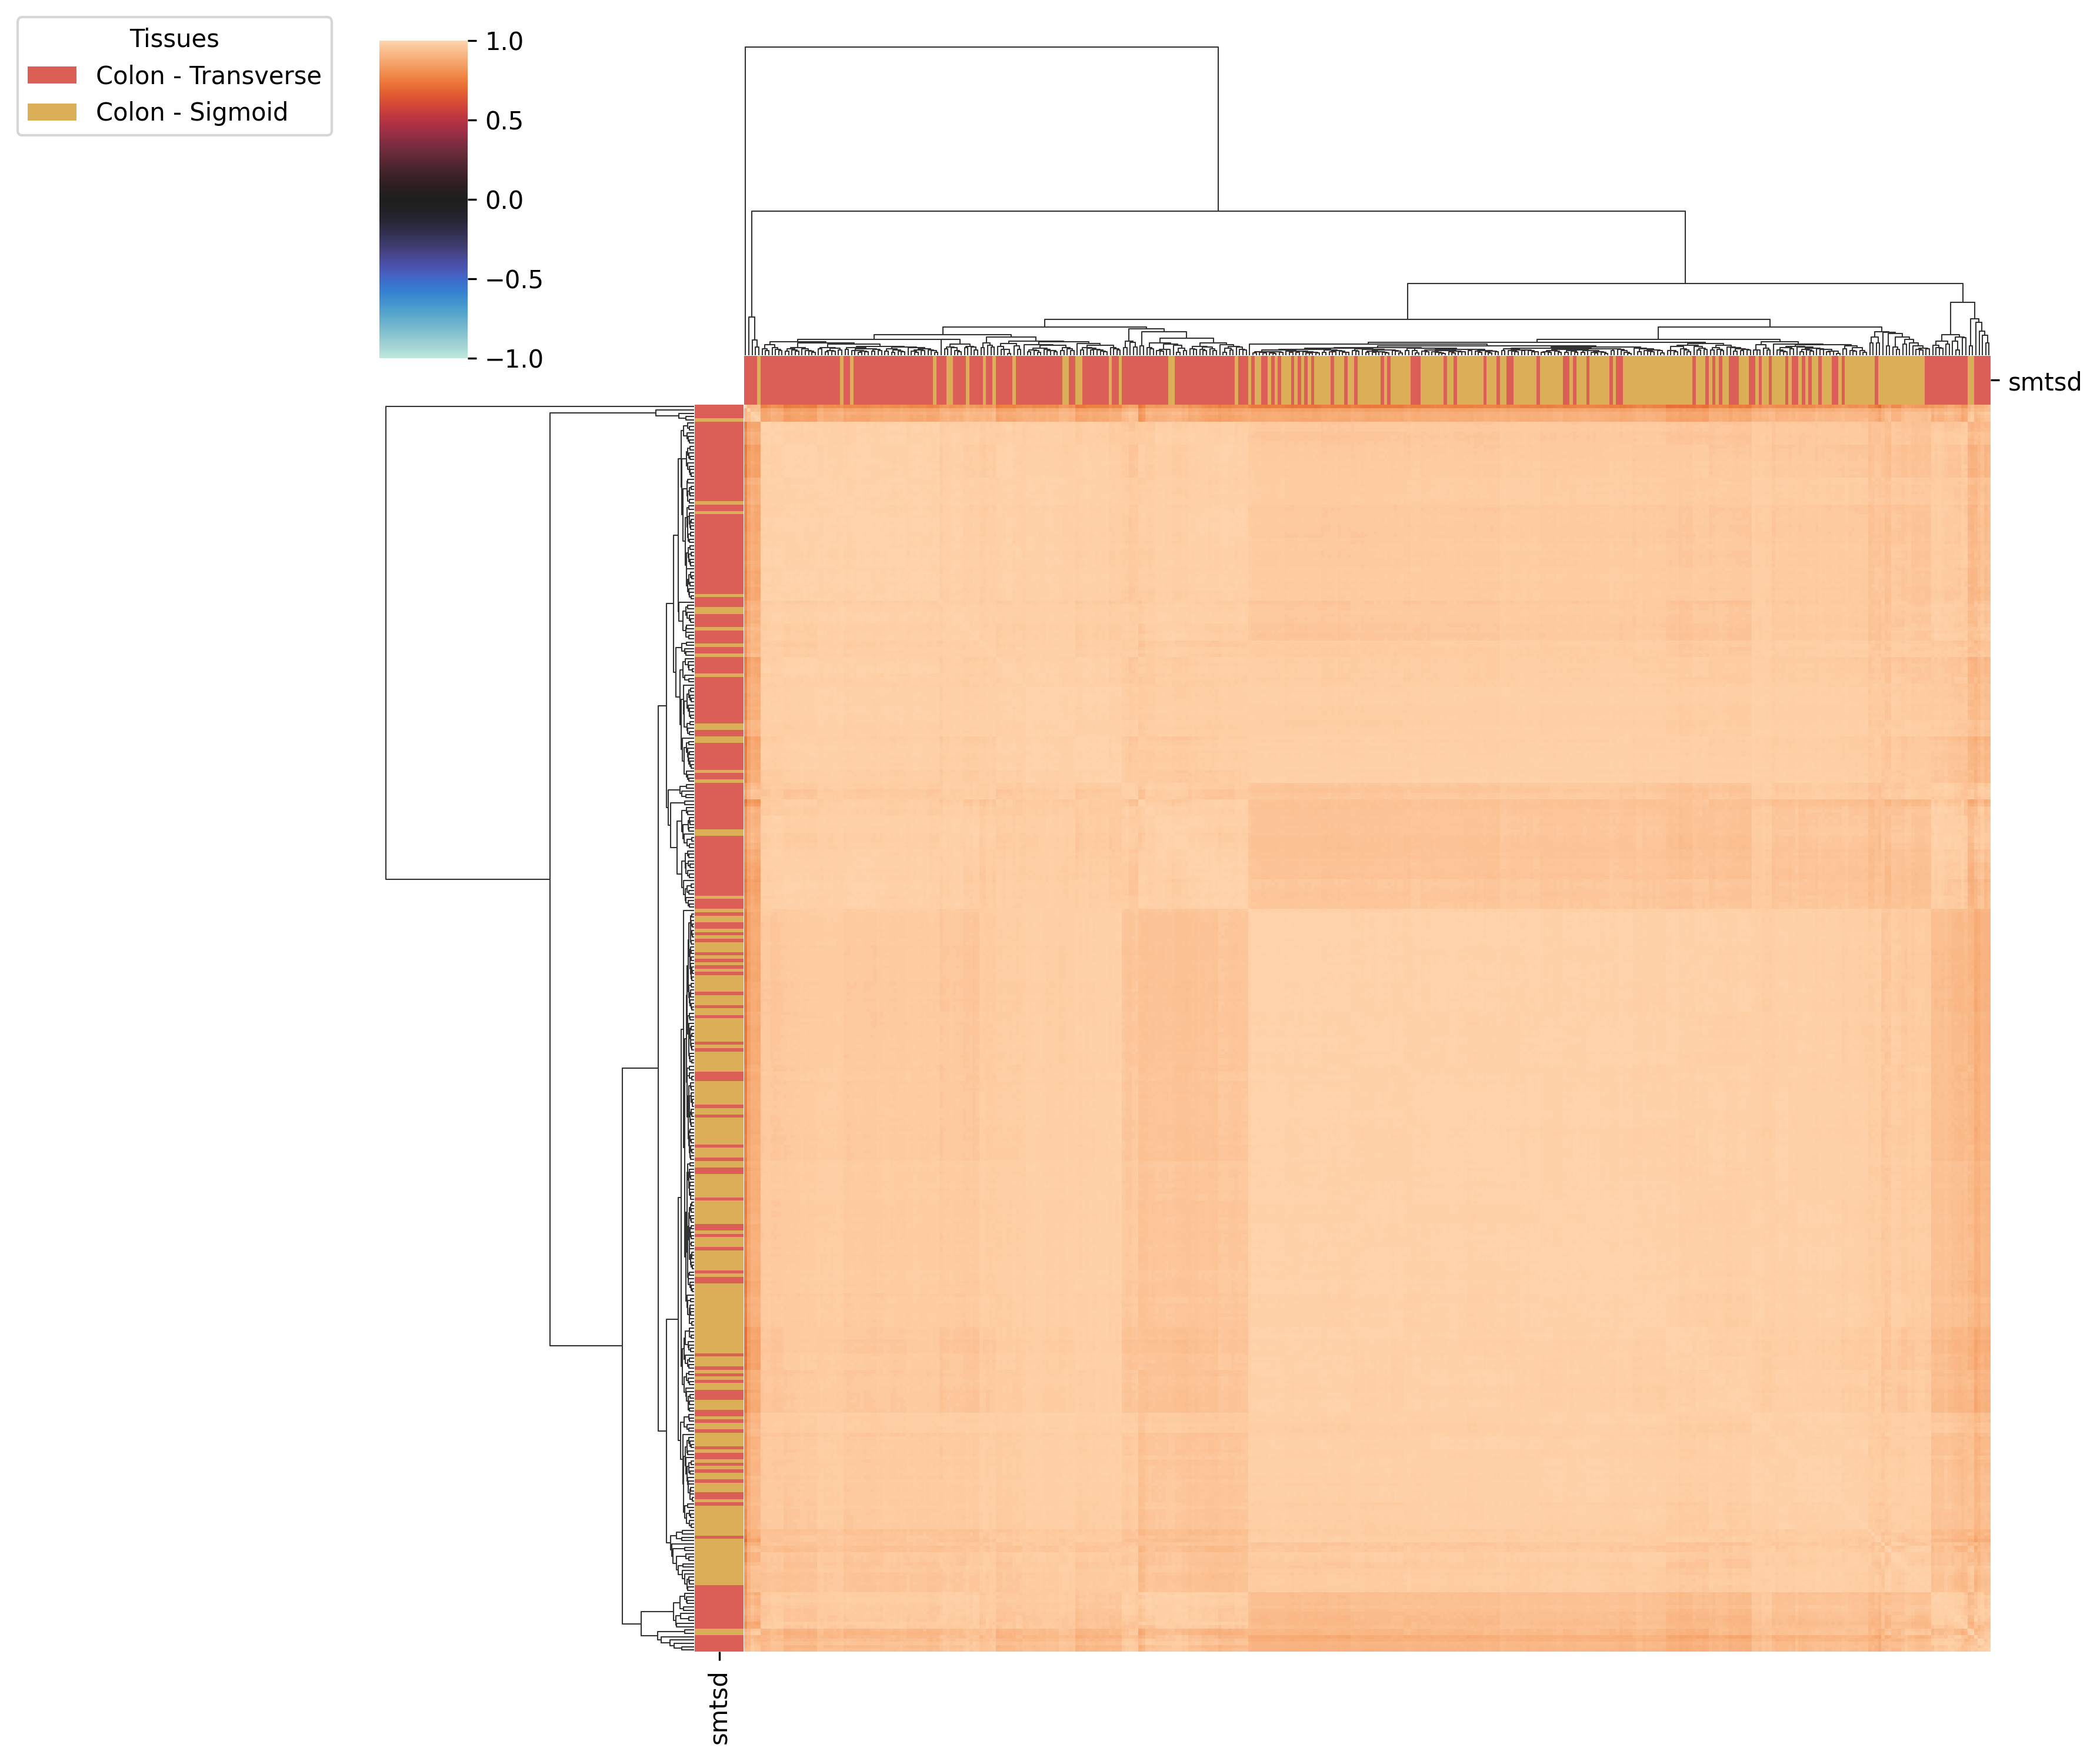 Tissues
Colon - Transverse
Colon - Sigmoid
1.0
0.5
0.0
−0.5
−1.0
smtsd
smtsd